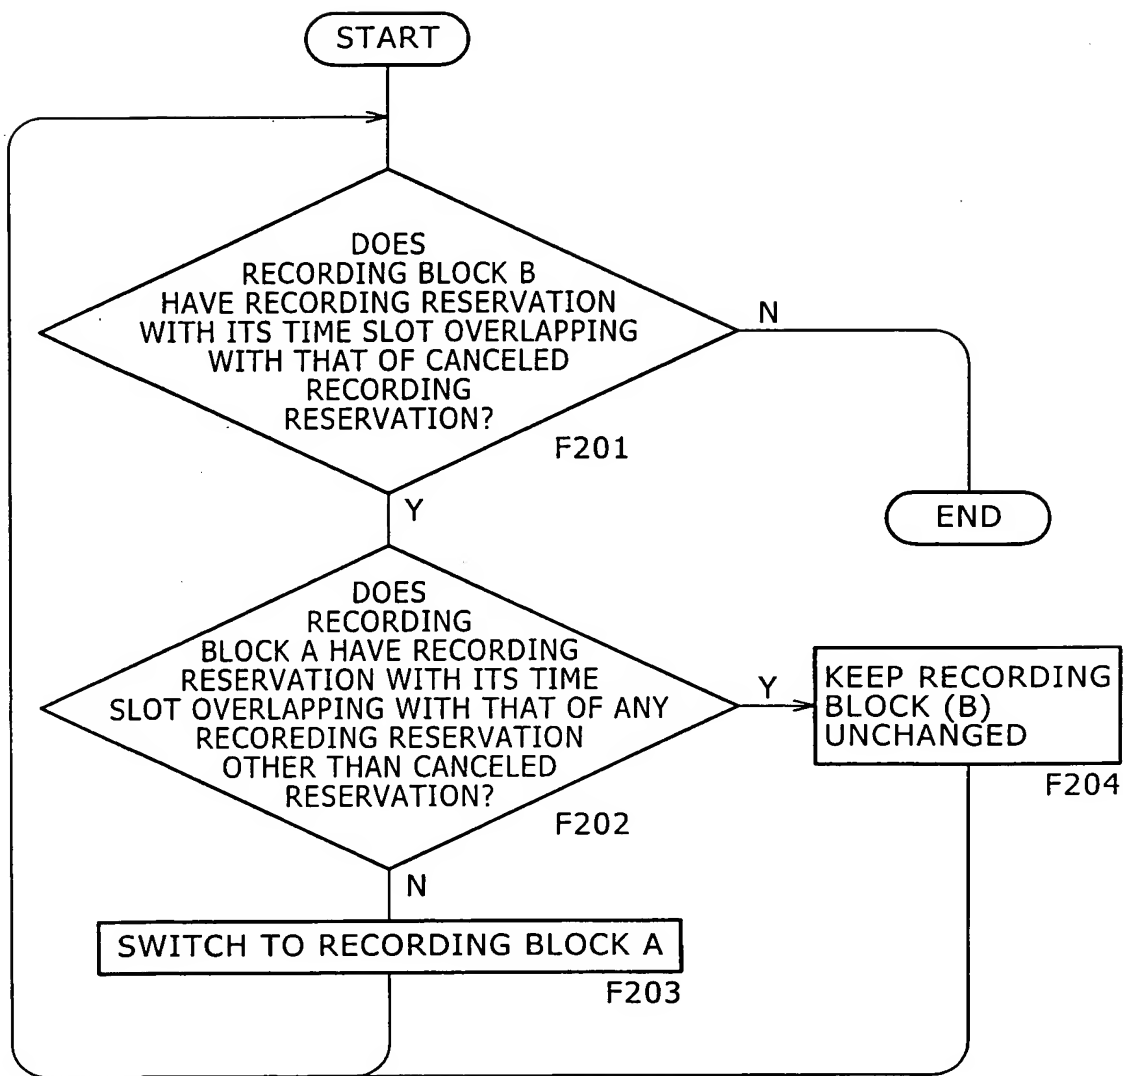 START
DOES
RECORDING BLOCK B
HAVE RECORDING RESERVATION
WITH ITS TIME SLOT OVERLAPPING
WITH THAT OF CANCELED
RECORDING
RESERVATION?
N
F201
Y
END
DOES
RECORDING
BLOCK A HAVE RECORDING
RESERVATION WITH ITS TIME
SLOT OVERLAPPING WITH THAT OF ANY
RECOREDING RESERVATION
OTHER THAN CANCELED
RESERVATION?
Y
KEEP RECORDING
BLOCK (B)
UNCHANGED
F204
F202
N
SWITCH TO RECORDING BLOCK A
F203